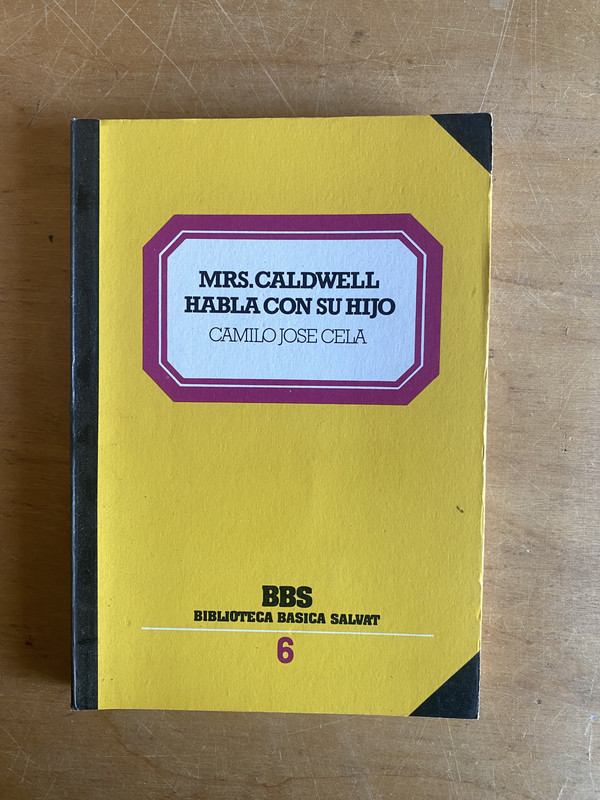 MRS. CALDWELL
HABLA CON SU HIJO
CAMILO JOSE CELA
BBS
BIBLIOTECA BASICA SALVAT
6